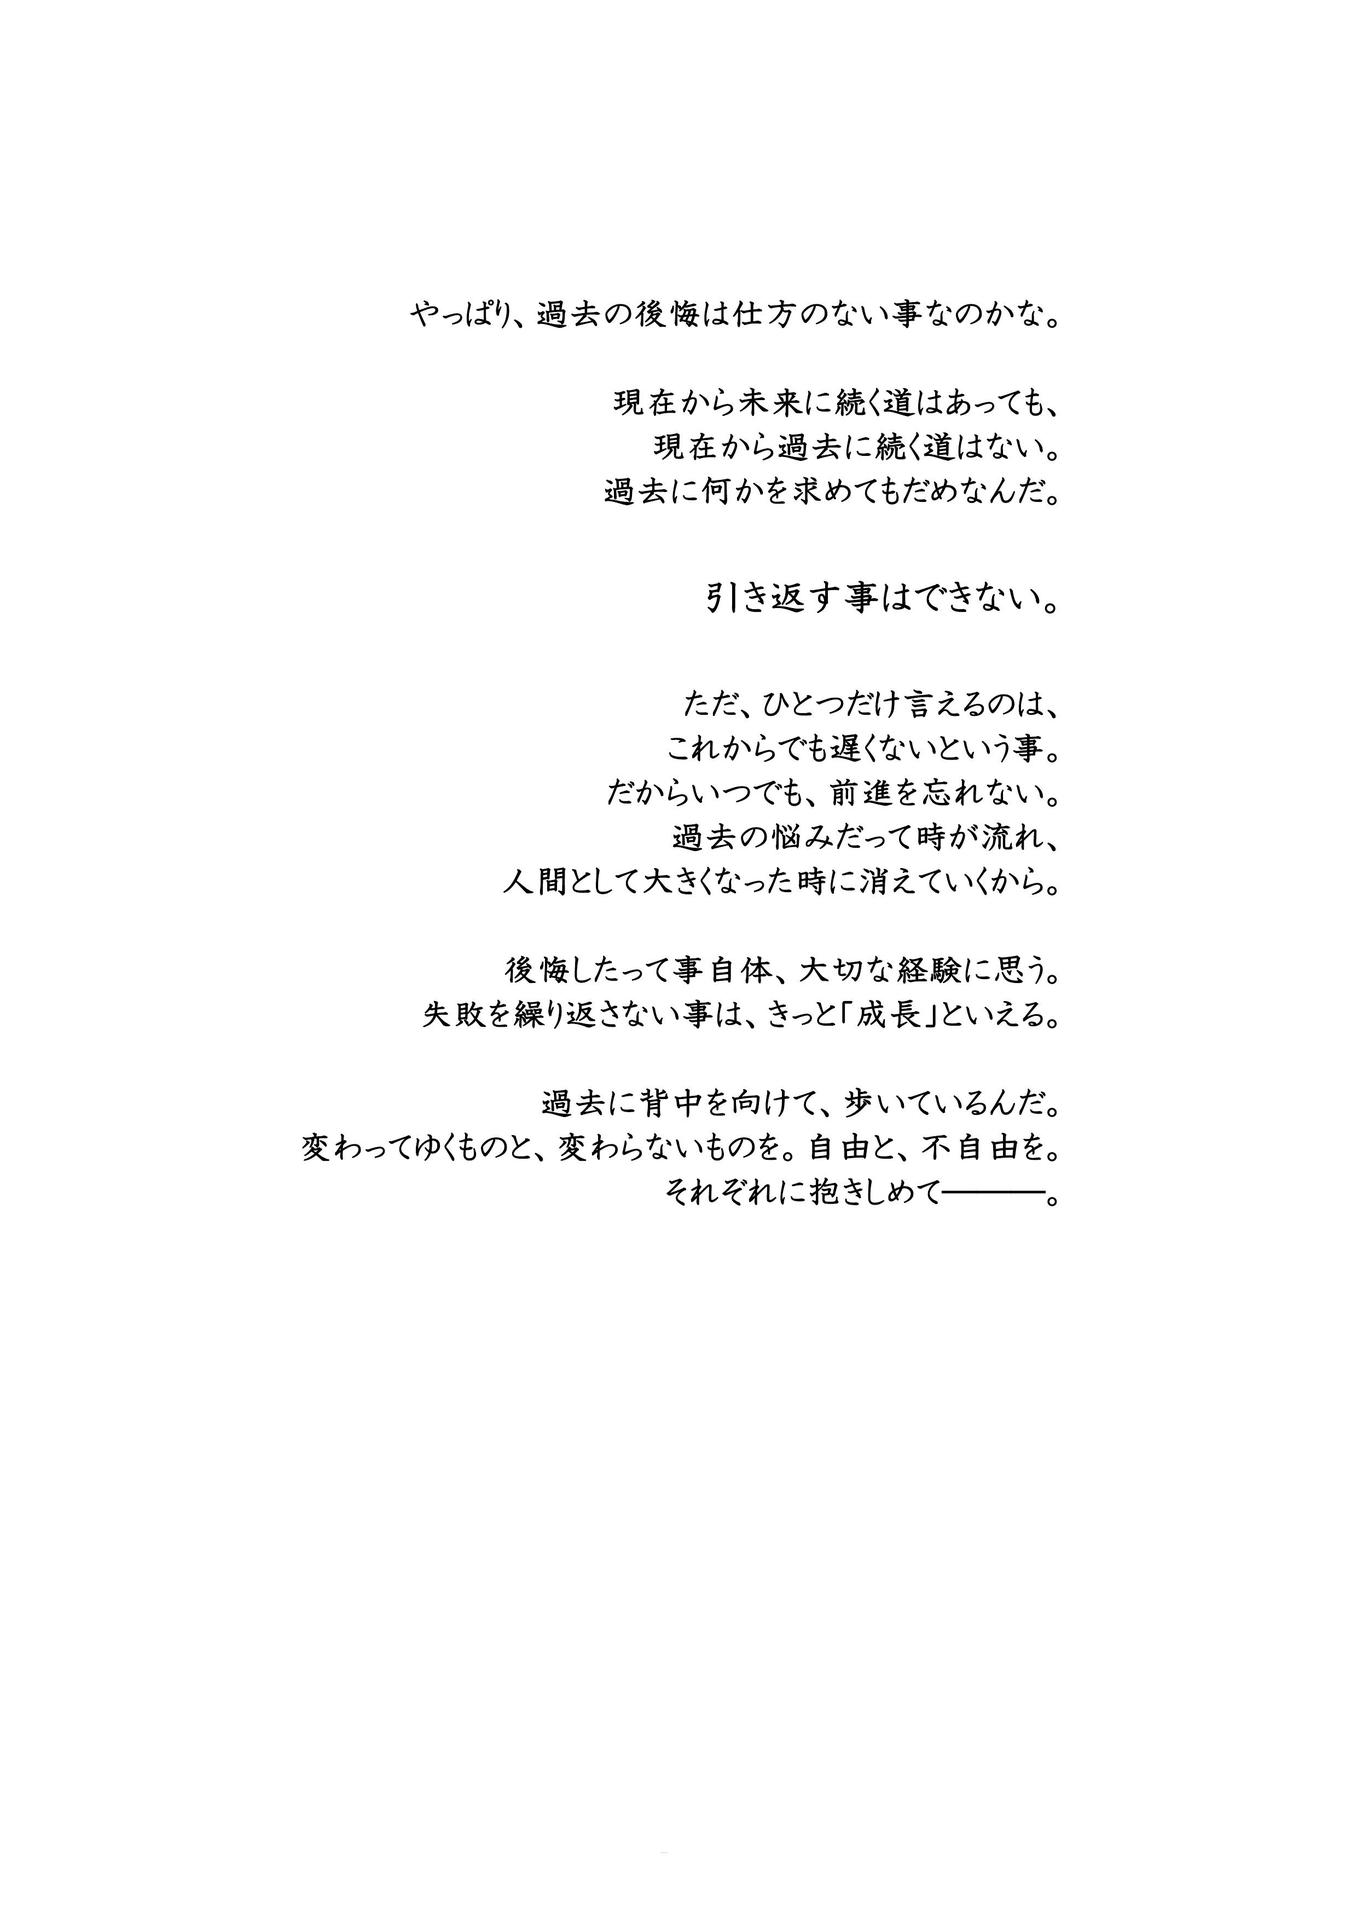 やっぱり、過去の後悔は仕方のない事なのかな。
現在から未来に続く道はあっても、
現在から過去に続く道はない。
過去に何かを求めてもだめなんだ。
引き返す事はできない。
ただ、ひとつだけ言えるのは、
これからでも遅くないという事。
だからいつでも、前進を忘れない。
過去の悩みだって時が流れ、
人間として大きくなった時に消えていくから。
後悔したって事自体、大切な経験に思う。
失敗を繰り返さない事は、きっと「成長」といえる。
過去に背中を向けて、歩いているんだ。
変わってゆくものと、変わらないものを。自由と、不自由を。
それぞれに抱きしめて―――。